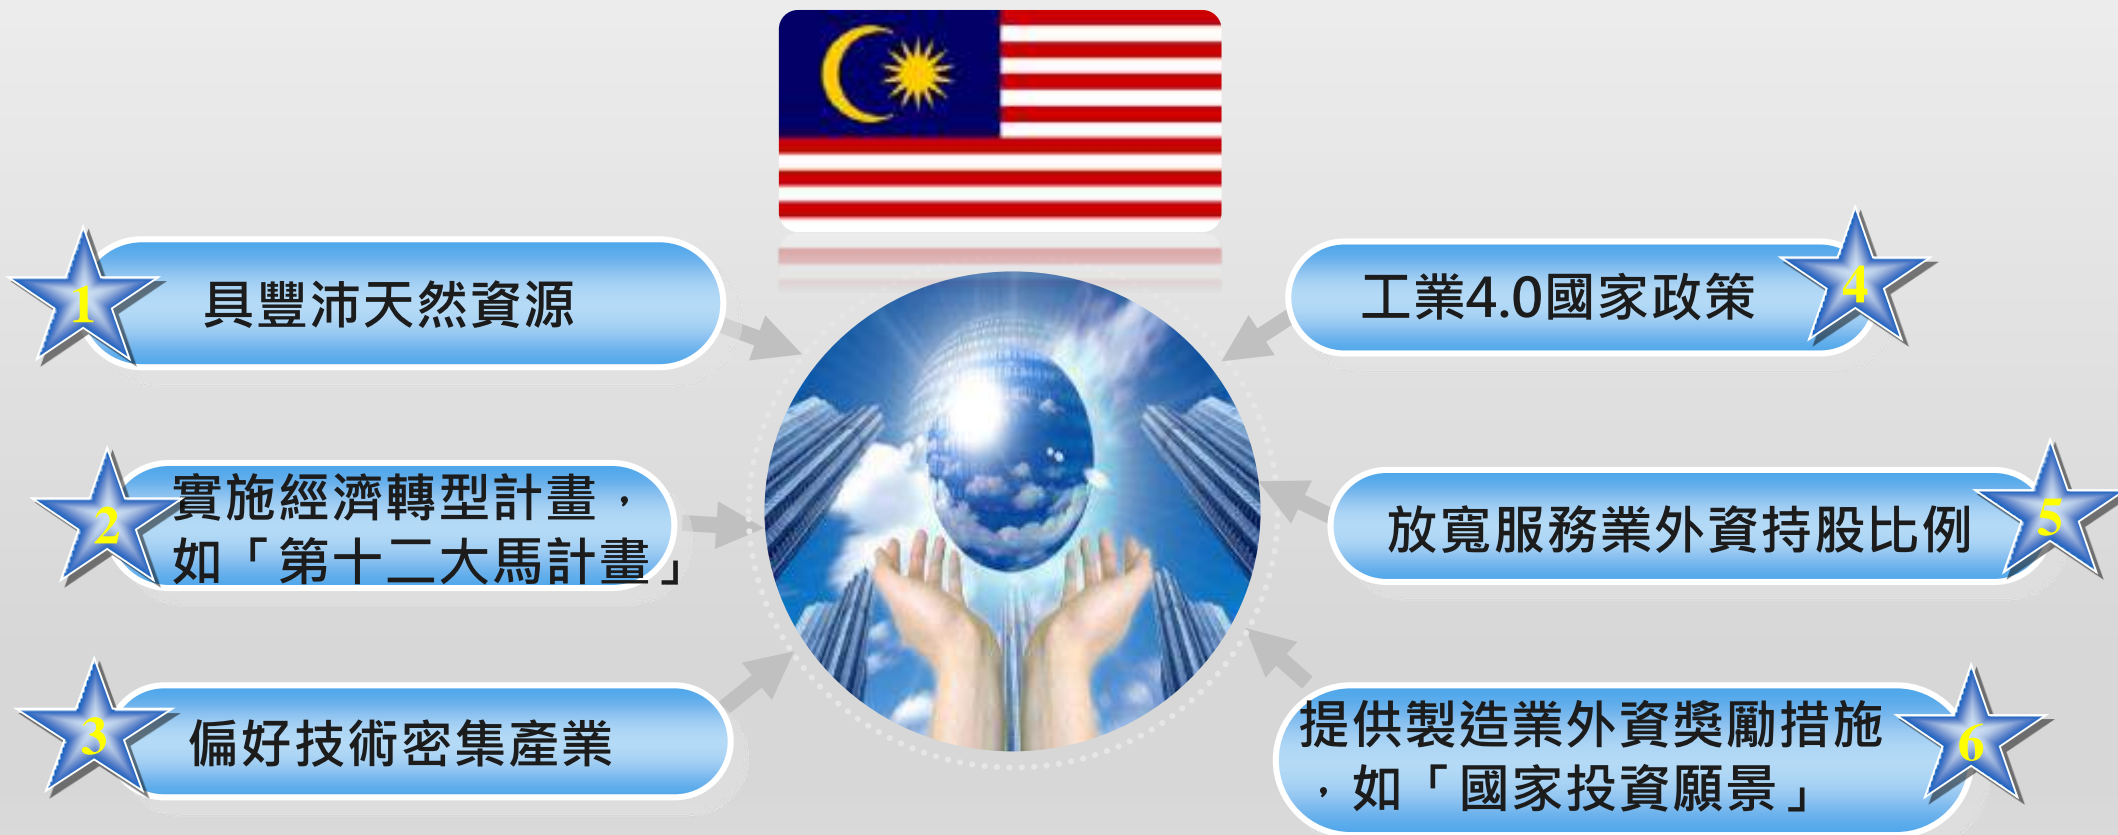 1
具豐沛天然資源
2
實施經濟轉型計畫，
如「第十二大馬計畫」
3
偏好技術密集產業
工業4.0國家政策
4
放寬服務業外資持股比例
5
提供製造業外資獎勵措施
，如「國家投資願景」
6